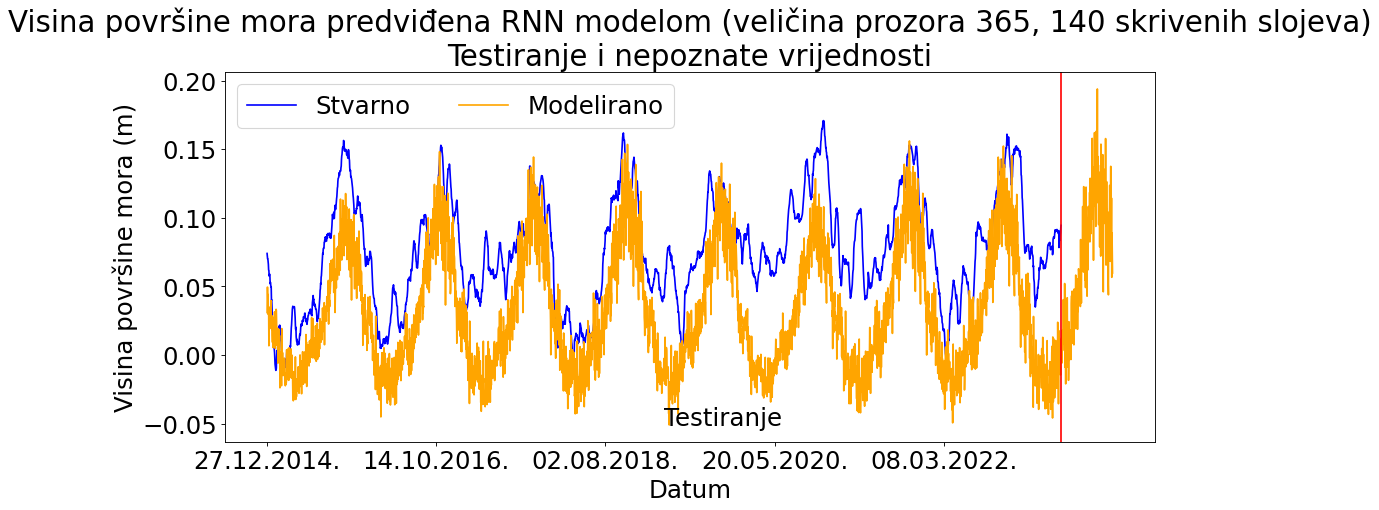 Visina površine mora predviđena RNN modelom (veličina prozora 365, 140 skrivenih slojeva)
Testiranje i nepoznate vrijednosti
Stvarno
Modelirano
Visina površine mora (m)
0.20
0.15
0.10
0.05
0.00
−0.05
Testiranje
27.12.2014.
14.10.2016.
02.08.2018.
20.05.2020.
08.03.2022.
Datum